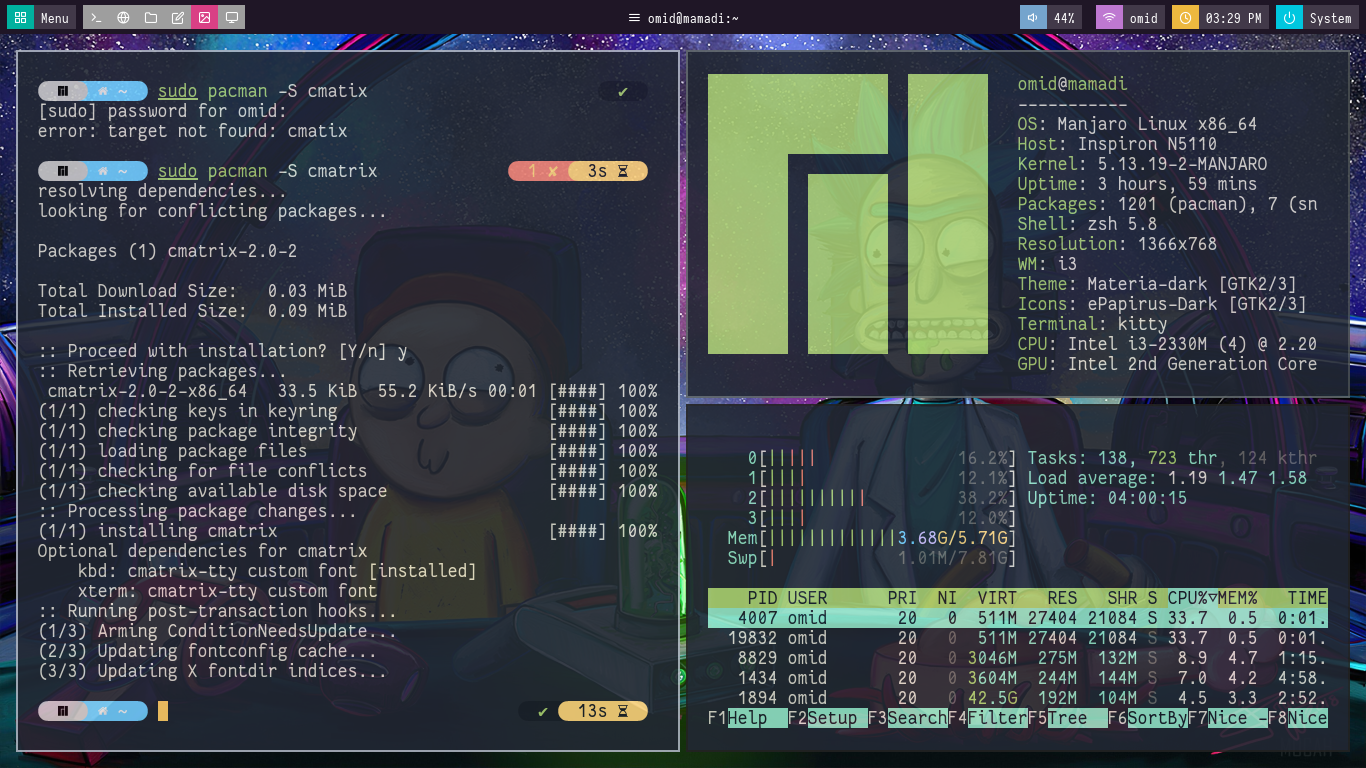 Menu
omid@mamadi:~
44%
omid
03:29 PM
System
~ sudo pacman -S cmatix ✔
[sudo] password for omid:
error: target not found: cmatix
~ sudo pacman -S cmatrix 1 ✘ 3s
resolving dependencies...
looking for conflicting packages...
Packages (1) cmatrix-2.0-2
Total Download Size:   0.03 MiB
Total Installed Size:  0.09 MiB
:: Proceed with installation? [Y/n] y
:: Retrieving packages...
cmatrix-2.0-2-x86_64   33.5 KiB  55.2 KiB/s 00:01 [####] 100%
(1/1) checking keys in keyring [####] 100%
(1/1) checking package integrity [####] 100%
(1/1) loading package files [####] 100%
(1/1) checking for file conflicts [####] 100%
(1/1) checking available disk space [####] 100%
:: Processing package changes...
(1/1) installing cmatrix [####] 100%
Optional dependencies for cmatrix
kbd: cmatrix-tty custom font [installed]
xterm: cmatrix-tty custom font
:: Running post-transaction hooks...
(1/3) Arming ConditionNeedsUpdate...
(2/3) Updating fontconfig cache...
(3/3) Updating X fontdir indices...
~ ✔ 13s
omid@mamadi
-----------
OS: Manjaro Linux x86_64
Host: Inspiron N5110
Kernel: 5.13.19-2-MANJARO
Uptime: 3 hours, 59 mins
Packages: 1201 (pacman), 7 (sn
Shell: zsh 5.8
Resolution: 1366x768
WM: i3
Theme: Materia-dark [GTK2/3]
Icons: ePapirus-Dark [GTK2/3]
Terminal: kitty
CPU: Intel i3-2330M (4) @ 2.20
GPU: Intel 2nd Generation Core
0[||||| 16.2%] Tasks: 138, 723 thr, 124 kthr
1[|||| 12.1%] Load average: 1.19 1.47 1.58
2[|||||||||| 38.2%] Uptime: 04:00:15
3[|||| 12.0%]
Mem[|||||||||||||3.68G/5.71G]
Swp[| 1.01M/7.81G]
PID USER PRI NI VIRT RES SHR S CPU%▽MEM% TIME
4007 omid 20 0 511M 27404 21084 S 33.7 0.5 0:01.
19832 omid 20 0 511M 27404 21084 S 33.7 0.5 0:01.
8829 omid 20 0 3046M 275M 132M S 8.9 4.7 1:15.
1434 omid 20 0 3604M 244M 144M S 7.0 4.2 4:58.
1894 omid 20 0 42.5G 192M 104M S 4.5 3.3 2:52.
F1Help F2Setup F3SearchF4FilterF5Tree F6SortByF7Nice -F8Nice